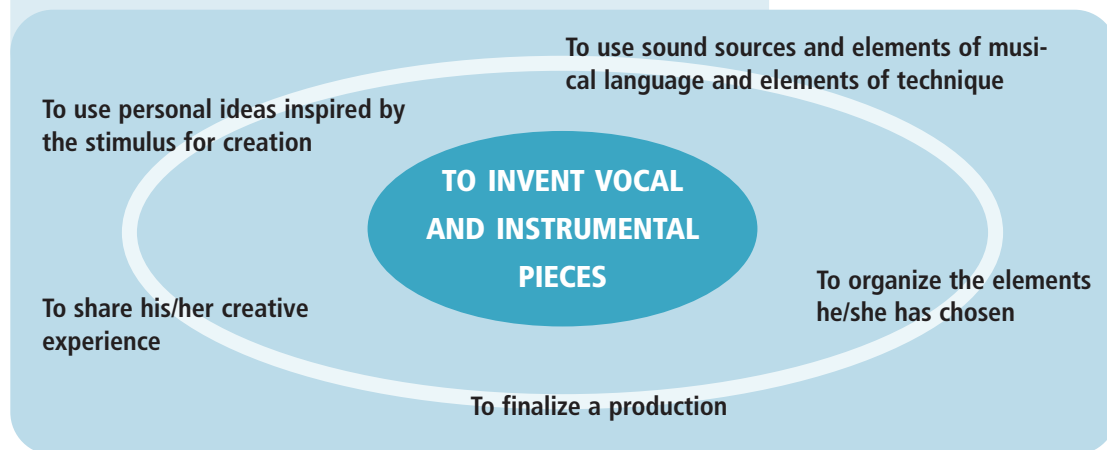 To use sound sources and elements of musi-
cal language and elements of technique
To use personal ideas inspired by
the stimulus for creation
TO INVENT VOCAL
AND INSTRUMENTAL
PIECES
To organize the elements
he/she has chosen
To share his/her creative
experience
To finalize a production